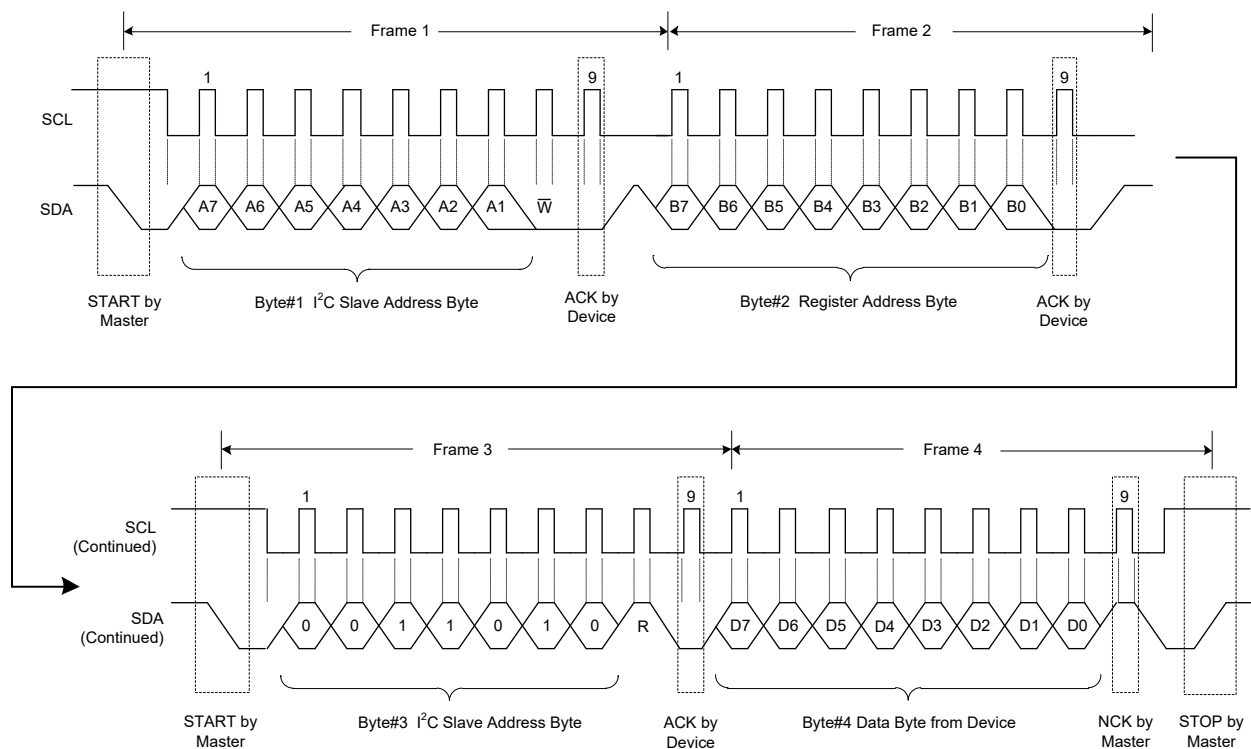 Frame 1 Frame 2
1 9 1 9
SCL
SDA A7 A6 A5 A4 A3 A2 A1 W̅ B7 B6 B5 B4 B3 B2 B1 B0
START by
Master
Byte#1 I²C Slave Address Byte
ACK by
Device
Byte#2 Register Address Byte
ACK by
Device
Frame 3 Frame 4
1 9 1 9
SCL
(Continued)
SDA
(Continued)
0 0 1 1 0 1 0 R D7 D6 D5 D4 D3 D2 D1 D0
START by
Master
Byte#3 I²C Slave Address Byte
ACK by
Device
Byte#4 Data Byte from Device
NCK by
Master
STOP by
Master